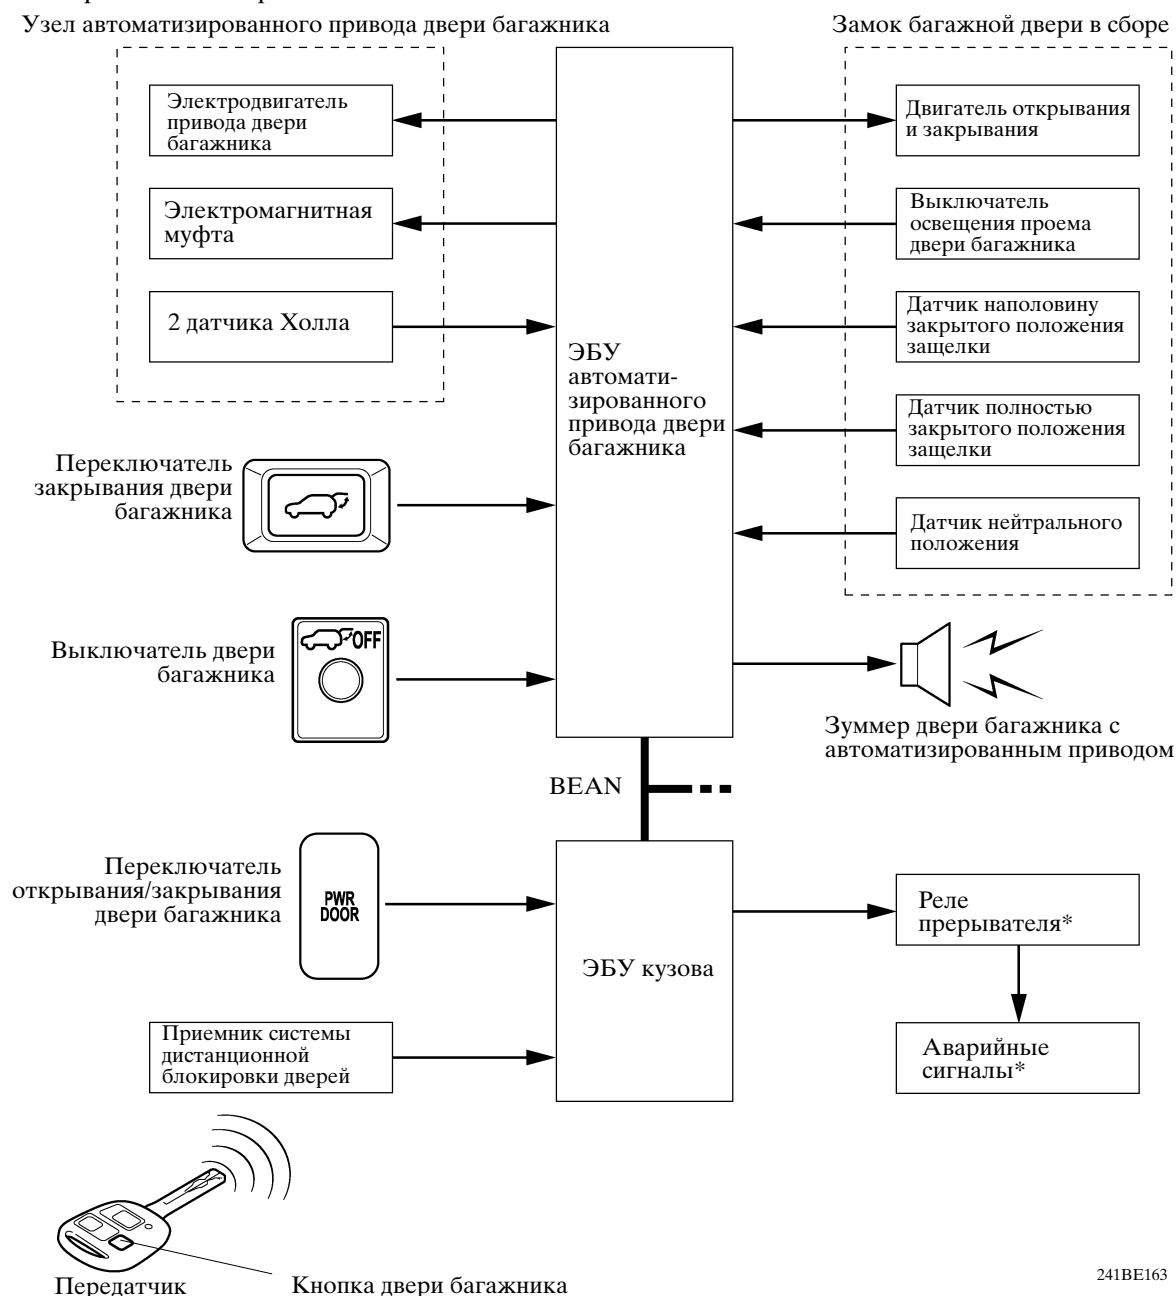 Узел автоматизированного привода двери багажника
Замок багажной двери в сборе
Электродвигатель
привода двери
багажника
Электромагнитная
муфта
2 датчика Холла
ЭБУ
автомати-
зированного
привода двери
багажника
Двигатель открывания
и закрывания
Выключатель
освещения проема
двери багажника
Датчик наполовину
закрытого положения
защелки
Датчик полностью
закрытого положения
защелки
Датчик нейтрального
положения
Переключатель
закрывания двери
багажника
Выключатель двери
багажника
OFF
Зуммер двери багажника с
автоматизированным приводом
BEAN
Переключатель
открывания/закрывания
двери багажника
PWR
DOOR
ЭБУ кузова
Реле
прерывателя*
Аварийные
сигналы*
Приемник системы
дистанционной
блокировки дверей
Передатчик
Кнопка двери багажника
241BE163